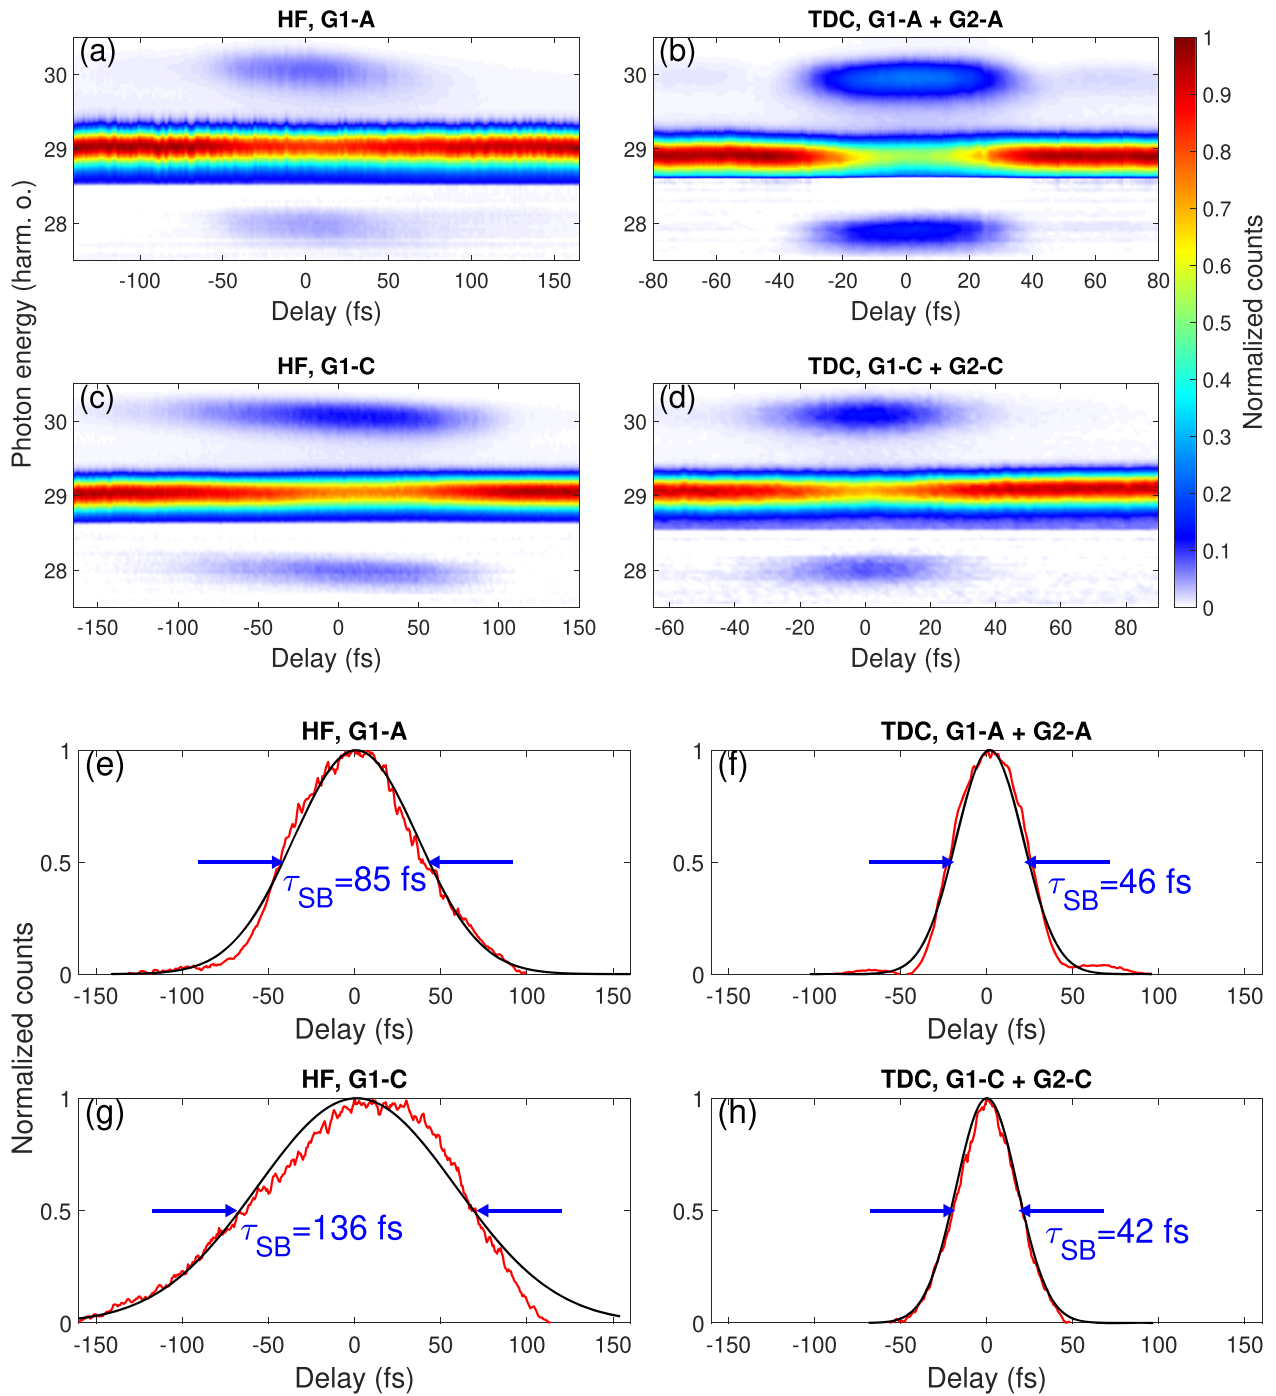 HF, G1-A
TDC, G1-A + G2-A
(a)
(b)
30
29
28
-100 -50 0 50 100 150
Delay (fs)
-80 -60 -40 -20 0 20 40 60 80
Delay (fs)
HF, G1-C
TDC, G1-C + G2-C
(c)
(d)
30
29
28
30
29
28
30
29
28
-150 -100 -50 0 50 100 150
Delay (fs)
-60 -40 -20 0 20 40 60 80
Delay (fs)
Photon energy (harm. o.)
1
0.9
0.8
0.7
0.6
0.5
0.4
0.3
0.2
0.1
0
Normalized counts
HF, G1-A
(e)
1
0.5
0
τSB=85 fs
-150 -100 -50 0 50 100 150
Delay (fs)
TDC, G1-A + G2-A
(f)
1
0.5
0
τSB=46 fs
-150 -100 -50 0 50 100 150
Delay (fs)
HF, G1-C
(g)
1
0.5
0
τSB=136 fs
-150 -100 -50 0 50 100 150
Delay (fs)
TDC, G1-C + G2-C
(h)
1
0.5
0
τSB=42 fs
-150 -100 -50 0 50 100 150
Delay (fs)
Normalized counts